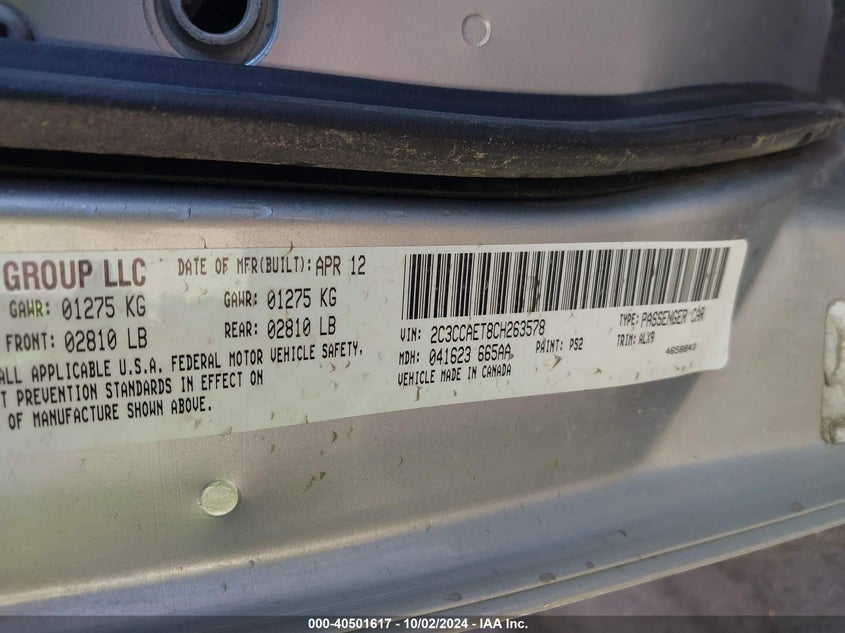 GROUP LLC DATE OF MFR(BUILT): APR 12
GAWR: 01275 KG GAWR: 01275 KG
FRONT: 02810 LB REAR: 02810 LB
ALL APPLICABLE U.S.A. FEDERAL MOTOR VEHICLE SAFETY,
T PREVENTION STANDARDS IN EFFECT ON
OF MANUFACTURE SHOWN ABOVE.
VIN: 2C3CCAET8CH263578 TYPE: PASSENGER CAR
MDH: 041623 665AA PAINT: PS2 TRIM: ALX9
VEHICLE MADE IN CANADA 4658043
000-40501617 - 10/02/2024 - IAA Inc.